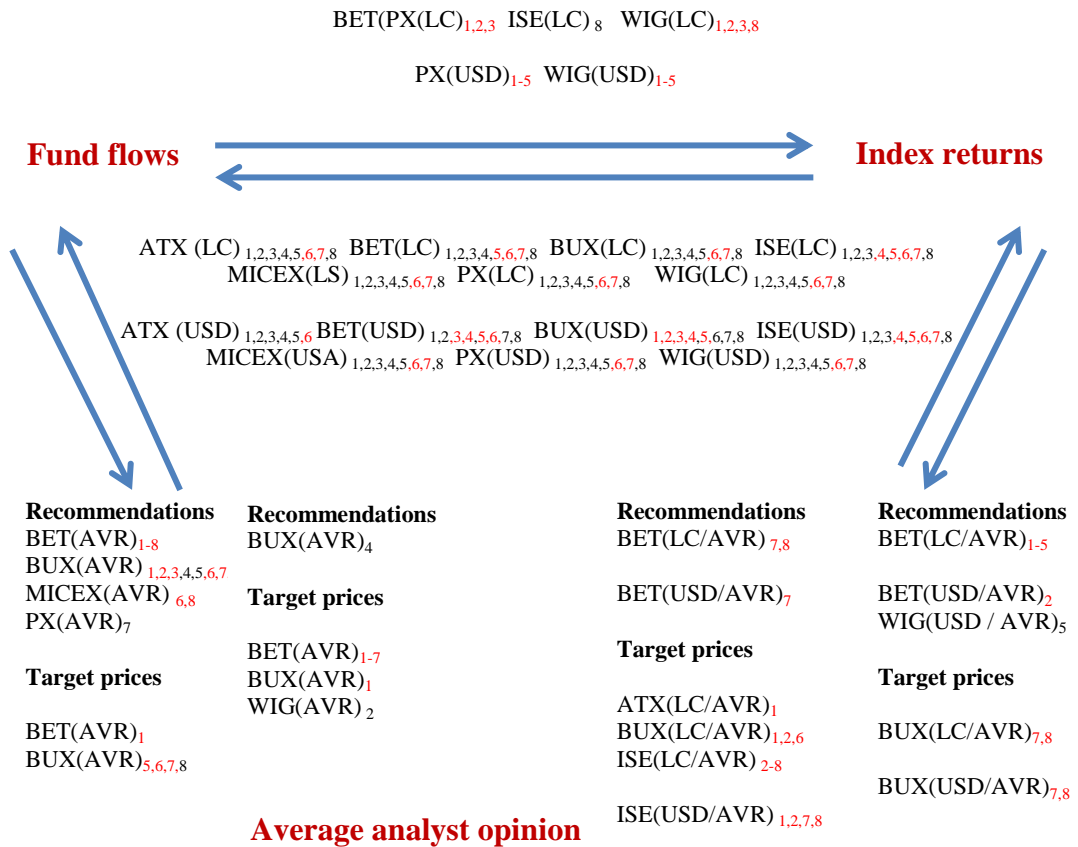 BET(PX(LC)1,2,3 ISE(LC) 8 WIG(LC)1,2,3,8
PX(USD)1-5 WIG(USD)1-5
Fund flows
Index returns
ATX (LC) 1,2,3,4,5,6,7,8 BET(LC) 1,2,3,4,5,6,7,8 BUX(LC) 1,2,3,4,5,6,7,8 ISE(LC) 1,2,3,4,5,6,7,8
MICEX(LS) 1,2,3,4,5,6,7,8 PX(LC) 1,2,3,4,5,6,7,8 WIG(LC) 1,2,3,4,5,6,7,8
ATX (USD) 1,2,3,4,5,6 BET(USD) 1,2,3,4,5,6,7,8 BUX(USD) 1,2,3,4,5,6,7,8 ISE(USD) 1,2,3,4,5,6,7,8
MICEX(USA) 1,2,3,4,5,6,7,8 PX(USD) 1,2,3,4,5,6,7,8 WIG(USD) 1,2,3,4,5,6,7,8
Recommendations
BET(AVR)1-8
BUX(AVR) 1,2,3,4,5,6,7
MICEX(AVR) 6,8
PX(AVR)7
Target prices
BET(AVR)1
BUX(AVR)5,6,7,8
Recommendations
BUX(AVR)4
Target prices
BET(AVR)1-7
BUX(AVR)1
WIG(AVR) 2
Recommendations
BET(LC/AVR) 7,8
BET(USD/AVR)7
Target prices
ATX(LC/AVR)1
BUX(LC/AVR)1,2,6
ISE(LC/AVR) 2-8
ISE(USD/AVR) 1,2,7,8
Recommendations
BET(LC/AVR)1-5
BET(USD/AVR)2
WIG(USD / AVR)5
Target prices
BUX(LC/AVR)7,8
BUX(USD/AVR)7,8
Average analyst opinion